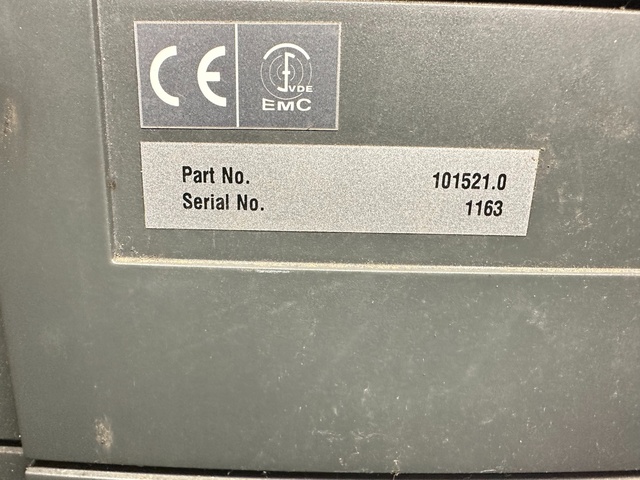 CE
VDE
EMC
Part No. 101521.0
Serial No. 1163